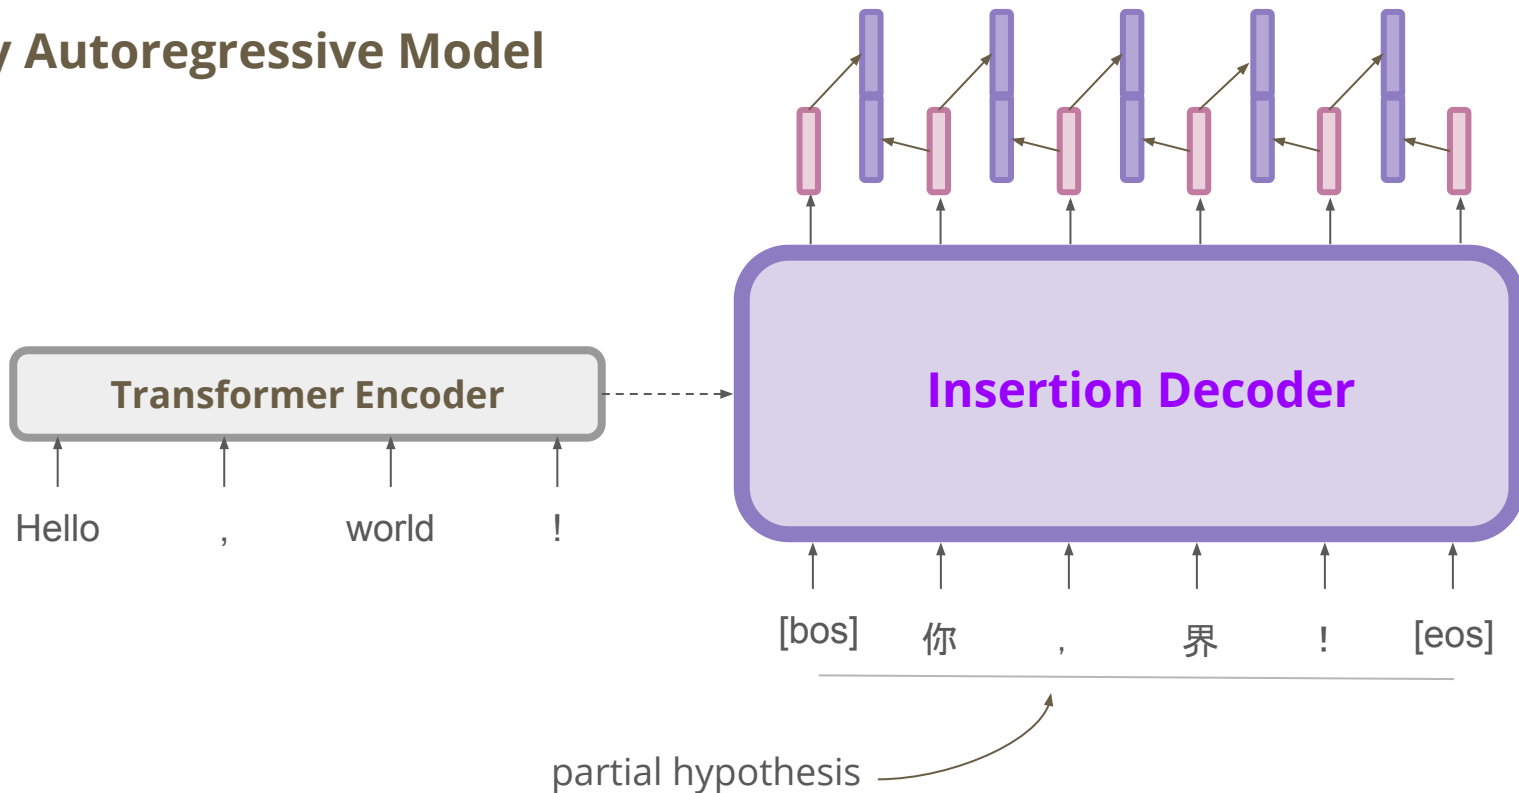 y Autoregressive Model
Transformer Encoder
Insertion Decoder
Hello , world !
[bos] 你 , 界 ! [eos]
partial hypothesis